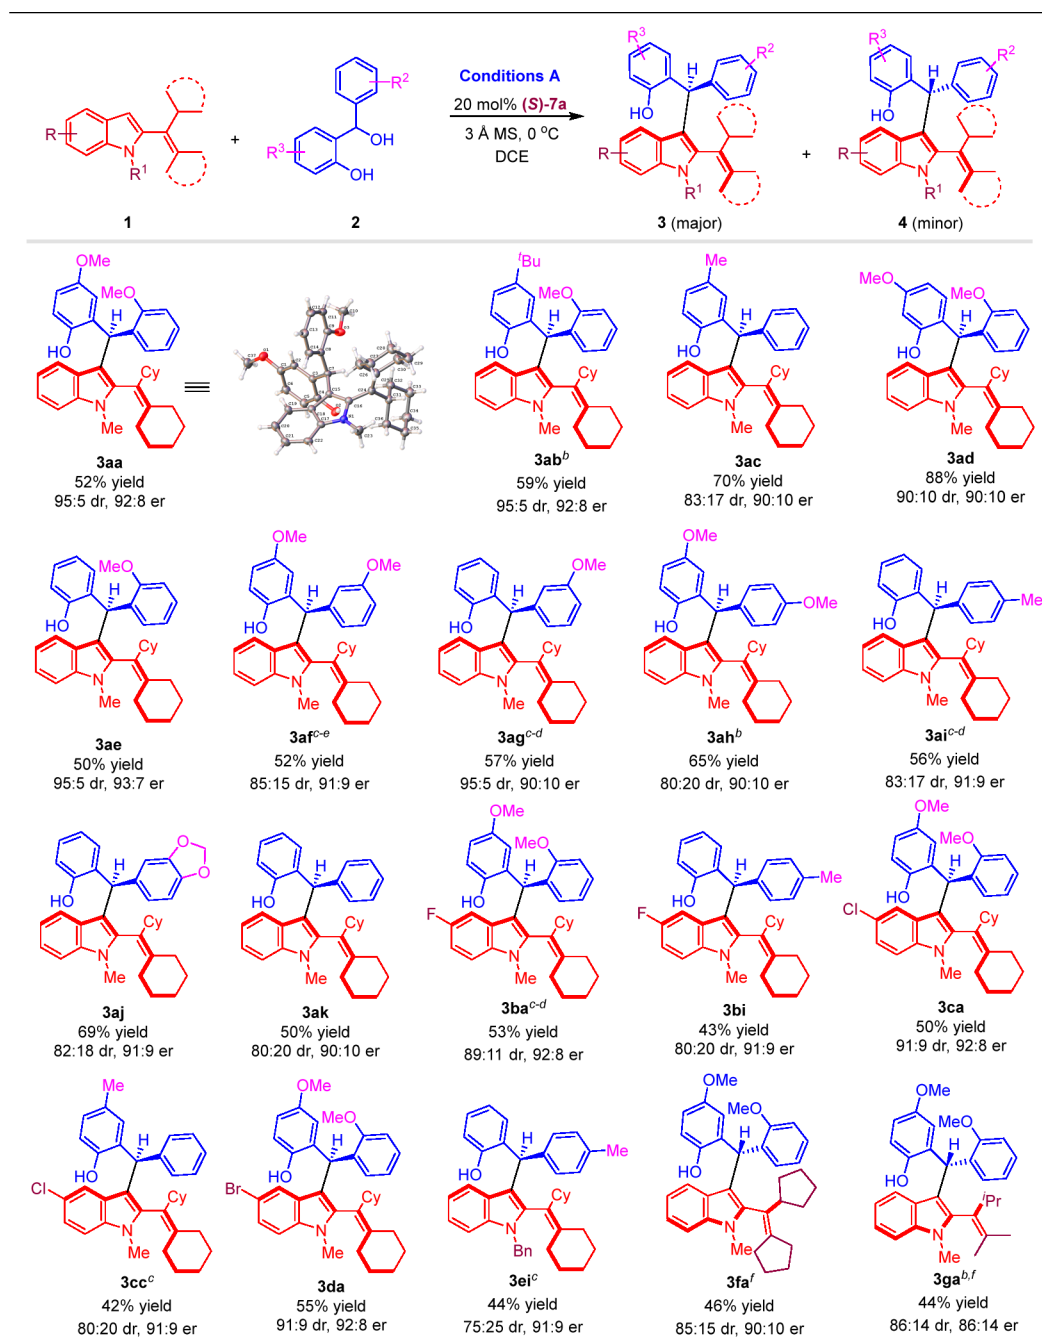 R³
R²
H
R³
R²
H
R²
Conditions A
20 mol% (S)-7a
3 Å MS, 0 °C
DCE
R
N
R¹
+
OH
R³
OH
HO
R
N
R¹
+
HO
R
N
R¹
1
2
3 (major)
4 (minor)
OMe
MeO
H
HO
Cy
N
Me
tBu
MeO
H
HO
Cy
N
Me
Me
H
HO
Cy
N
Me
MeO
MeO
H
HO
Cy
N
Me
3aa
52% yield
95:5 dr, 92:8 er
3abᵇ
59% yield
95:5 dr, 92:8 er
3ac
70% yield
83:17 dr, 90:10 er
3ad
88% yield
90:10 dr, 90:10 er
MeO
H
HO
Cy
N
Me
OMe
OMe
H
HO
Cy
N
Me
OMe
H
HO
Cy
N
Me
OMe
OMe
H
HO
Cy
N
Me
Me
H
HO
Cy
N
Me
3ae
50% yield
95:5 dr, 93:7 er
3afᶜ⁻ᵉ
52% yield
85:15 dr, 91:9 er
3agᶜ⁻ᵈ
57% yield
95:5 dr, 90:10 er
3ahᵇ
65% yield
80:20 dr, 90:10 er
3aiᶜ⁻ᵈ
56% yield
83:17 dr, 91:9 er
O
O
H
HO
Cy
N
Me
H
HO
Cy
N
Me
OMe
MeO
H
HO
F
Cy
N
Me
Me
H
HO
F
Cy
N
Me
OMe
MeO
H
HO
Cl
Cy
N
Me
3aj
69% yield
82:18 dr, 91:9 er
3ak
50% yield
80:20 dr, 90:10 er
3baᶜ⁻ᵈ
53% yield
89:11 dr, 92:8 er
3bi
43% yield
80:20 dr, 91:9 er
3ca
50% yield
91:9 dr, 92:8 er
Me
H
HO
Cl
Cy
N
Me
OMe
MeO
H
HO
Br
Cy
N
Me
Me
H
HO
Cy
N
Bn
OMe
MeO
H
HO
N
Me
OMe
MeO
H
HO
iPr
N
Me
3ccᶜ
42% yield
80:20 dr, 91:9 er
3da
55% yield
91:9 dr, 92:8 er
3eiᶜ
44% yield
75:25 dr, 91:9 er
3faᶠ
46% yield
85:15 dr, 90:10 er
3gaᵇ,ᶠ
44% yield
86:14 dr, 86:14 er